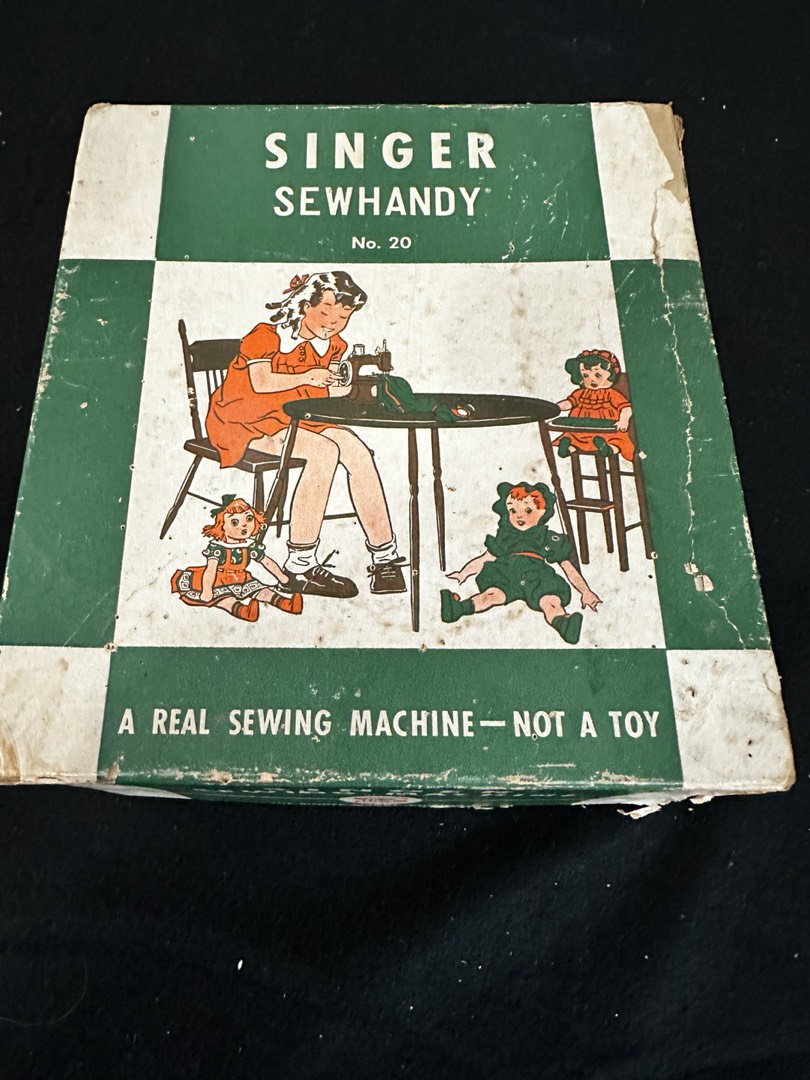 SINGER
SEWHANDY
No. 20
A REAL SEWING MACHINE—NOT A TOY